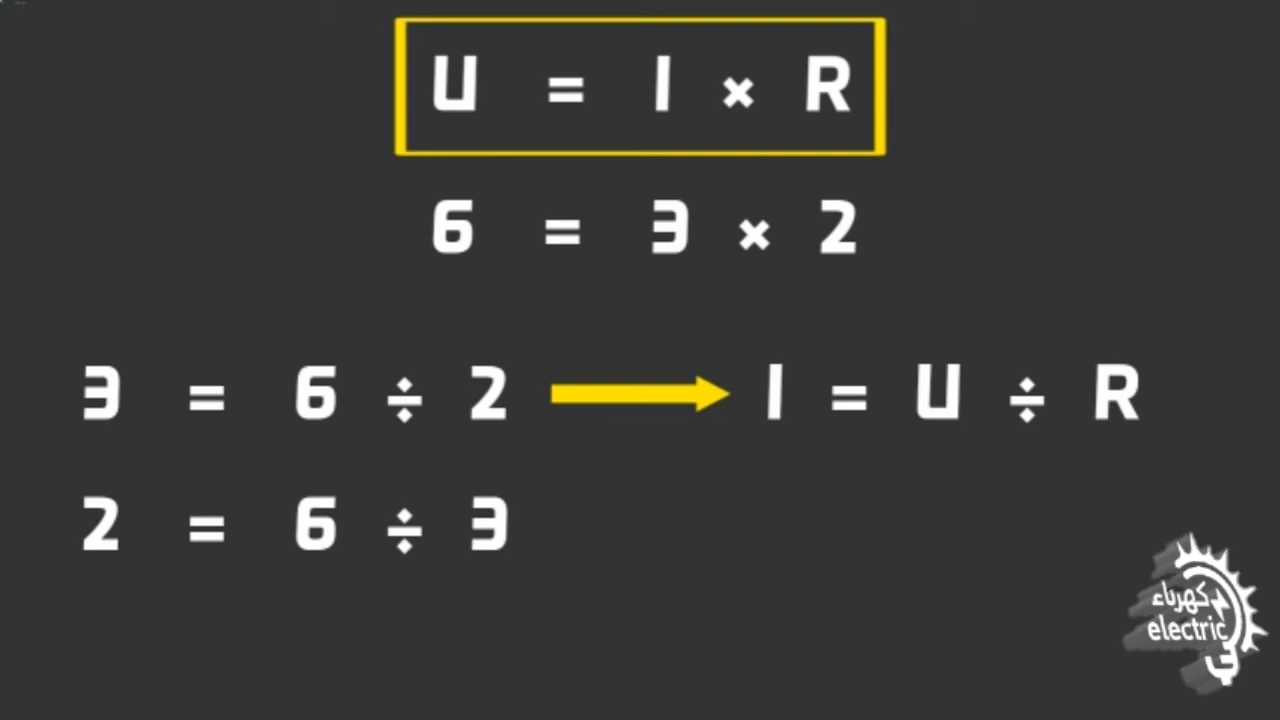 U = I × R
6 = 3 × 2
3 = 6 ÷ 2 → I = U ÷ R
2 = 6 ÷ 3
كهرباء
electric